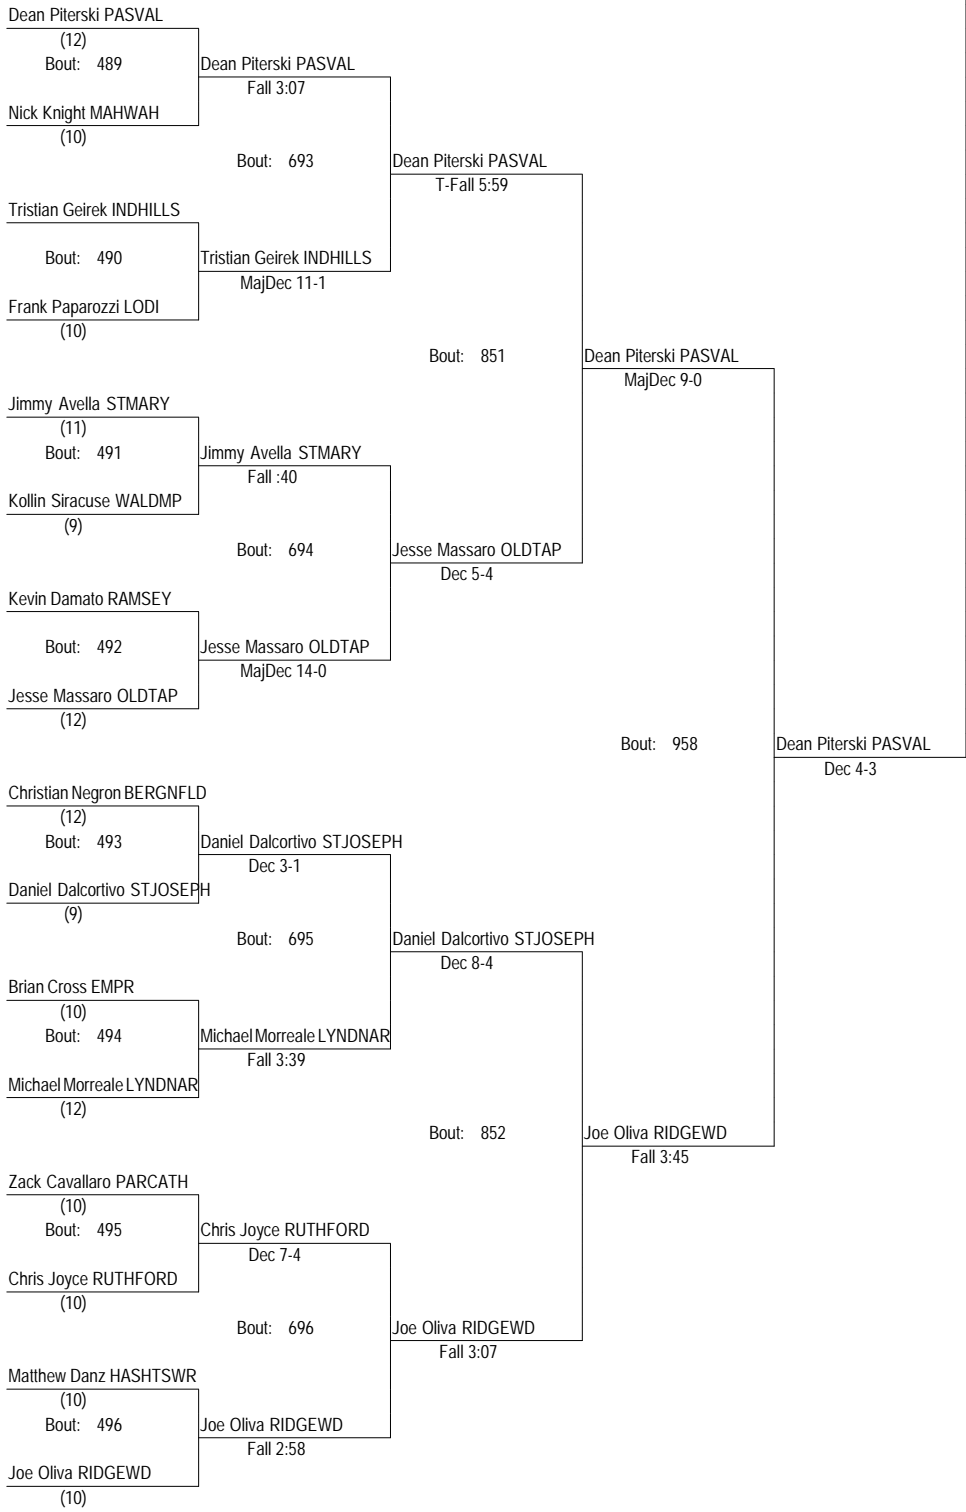 Dean Piterski PASVAL
(12)
Bout: 489
Dean Piterski PASVAL
Fall 3:07
Nick Knight MAHWAH
(10)
Bout: 693
Dean Piterski PASVAL
T-Fall 5:59
Tristian Geirek INDHILLS
Bout: 490
Tristian Geirek INDHILLS
MajDec 11-1
Frank Paparozzi LODI
(10)
Bout: 851
Dean Piterski PASVAL
MajDec 9-0
Jimmy Avella STMARY
(11)
Bout: 491
Jimmy Avella STMARY
Fall :40
Kollin Siracuse WALDMP
(9)
Bout: 694
Jesse Massaro OLDTAP
Dec 5-4
Kevin Damato RAMSEY
Bout: 492
Jesse Massaro OLDTAP
MajDec 14-0
Jesse Massaro OLDTAP
(12)
Bout: 958
Dean Piterski PASVAL
Dec 4-3
Christian Negron BERGNFLD
(12)
Bout: 493
Daniel Dalcortivo STJOSEPH
Dec 3-1
Daniel Dalcortivo STJOSEPH
(9)
Bout: 695
Daniel Dalcortivo STJOSEPH
Dec 8-4
Brian Cross EMPR
(10)
Bout: 494
Michael Morreale LYNDNAR
Fall 3:39
Michael Morreale LYNDNAR
(12)
Bout: 852
Joe Oliva RIDGEWD
Fall 3:45
Zack Cavallaro PARCATH
(10)
Bout: 495
Chris Joyce RUTHFORD
Dec 7-4
Chris Joyce RUTHFORD
(10)
Bout: 696
Joe Oliva RIDGEWD
Fall 3:07
Matthew Danz HASHTSWR
(10)
Bout: 496
Joe Oliva RIDGEWD
Fall 2:58
Joe Oliva RIDGEWD
(10)